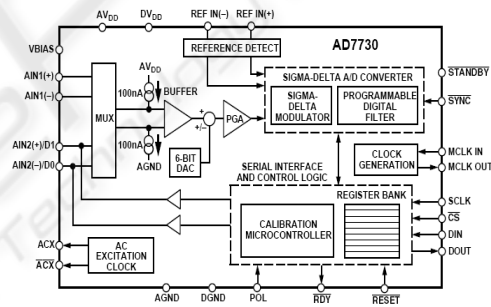 AVDD DVDD REF IN(–) REF IN(+)
AD7730
VBIAS
REFERENCE DETECT
STANDBY
AIN1(+)
AIN1(–)
AVDD
100nA
BUFFER
MUX
SIGMA-DELTA A/D CONVERTER
SIGMA-
DELTA
MODULATOR
PROGRAMMABLE
DIGITAL
FILTER
SYNC
+
+/–
PGA
AIN2(+)/D1
AIN2(–)/D0
100nA
AGND
6-BIT
DAC
SERIAL INTERFACE
AND CONTROL LOGIC
CLOCK
GENERATION
MCLK IN
MCLK OUT
REGISTER BANK
CALIBRATION
MICROCONTROLLER
SCLK
CS
DIN
DOUT
ACX
ACX
AC
EXCITATION
CLOCK
AGND DGND POL RDY RESET